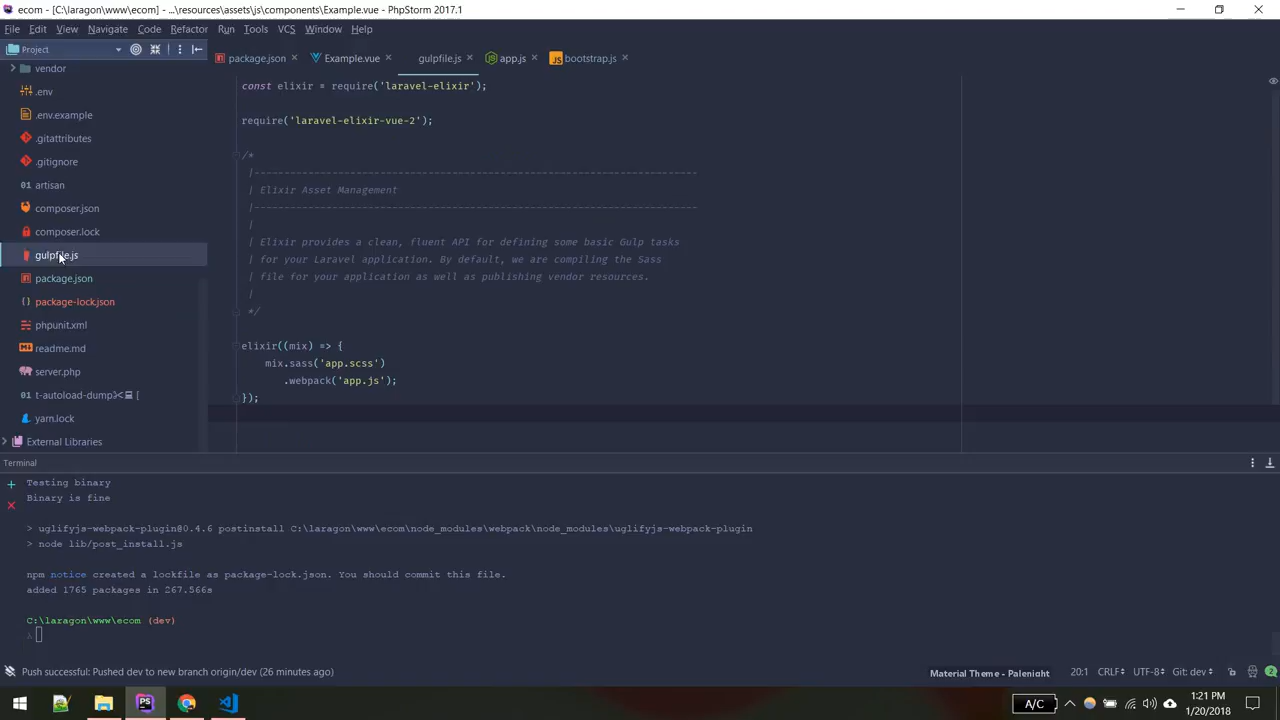 ecom - [C:\laragon\www\ecom] - ...\resources\assets\js\components\Example.vue - PhpStorm 2017.1
File Edit View Navigate Code Refactor Run Tools VCS Window Help
Project
package.json
Example.vue
gulpfile.js
app.js
bootstrap.js
vendor
.env
.env.example
.gitattributes
.gitignore
artisan
composer.json
composer.lock
gulpfile.js
package.json
package-lock.json
phpunit.xml
readme.md
server.php
t-autoload-dump
yarn.lock
External Libraries
const elixir = require('laravel-elixir');
require('laravel-elixir-vue-2');
/*
|--------------------------------------------------------------------------
| Elixir Asset Management
|--------------------------------------------------------------------------
|
| Elixir provides a clean, fluent API for defining some basic Gulp tasks
| for your Laravel application. By default, we are compiling the Sass
| file for your application as well as publishing vendor resources.
|
*/
elixir((mix) => {
mix.sass('app.scss')
.webpack('app.js');
});
Terminal
Testing binary
Binary is fine
> uglifyjs-webpack-plugin@0.4.6 postinstall C:\laragon\www\ecom\node_modules\webpack\node_modules\uglifyjs-webpack-plugin
> node lib/post_install.js
npm notice created a lockfile as package-lock.json. You should commit this file.
added 1765 packages in 267.566s
C:\laragon\www\ecom (dev)
λ
Push successful: Pushed dev to new branch origin/dev (26 minutes ago)
Material Theme - Palenight
20:1 CRLF UTF-8 Git: dev
2
A/C
1:21 PM
1/20/2018